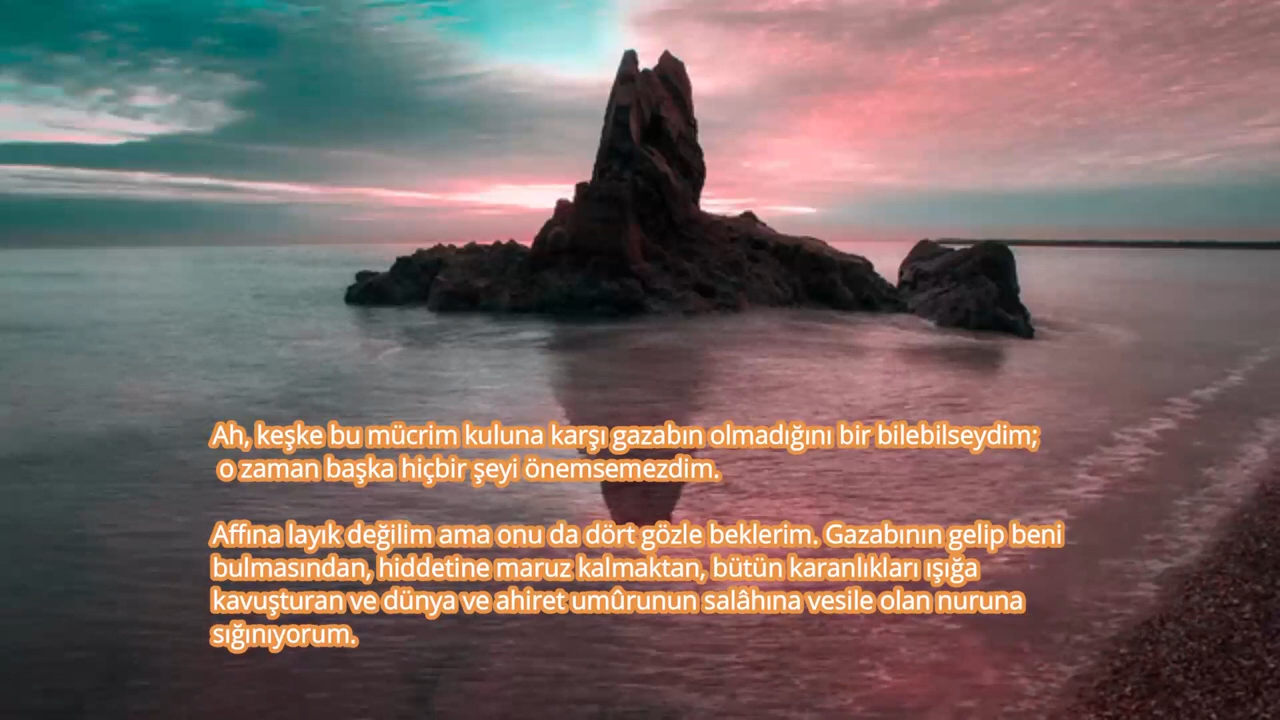 Ah, keşke bu mücrim kuluna karşı gazabın olmadığını bir bilebilseydim;
o zaman başka hiçbir şeyi önemsemezdim.
Affına layık değilim ama onu da dört gözle beklerim. Gazabının gelip beni
bulmasından, hiddetine maruz kalmaktan, bütün karanlıkları ışığa
kavuşturan ve dünya ve ahiret umûrunun salâhına vesile olan nuruna
sığınıyorum.